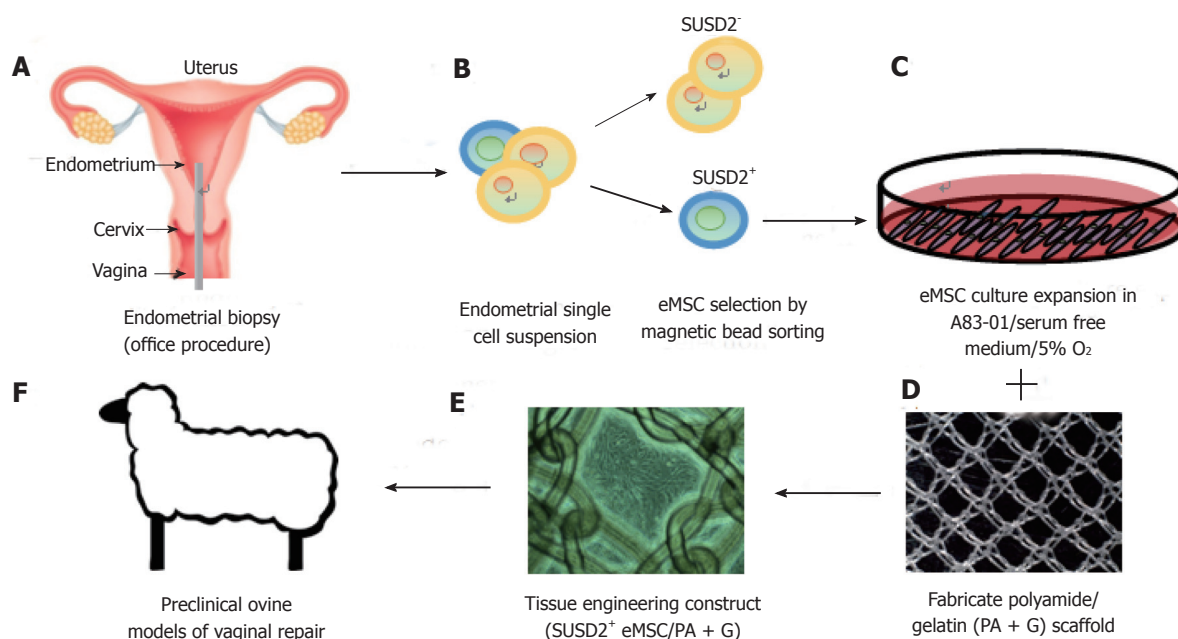 A
Uterus
Endometrium
Cervix
Vagina
Endometrial biopsy
(office procedure)
B
SUSD2⁻
SUSD2⁺
Endometrial single
cell suspension
eMSC selection by
magnetic bead sorting
C
eMSC culture expansion in
A83-01/serum free
medium/5% O₂
+
D
Fabricate polyamide/
gelatin (PA + G) scaffold
E
Tissue engineering construct
(SUSD2⁺ eMSC/PA + G)
F
Preclinical ovine
models of vaginal repair